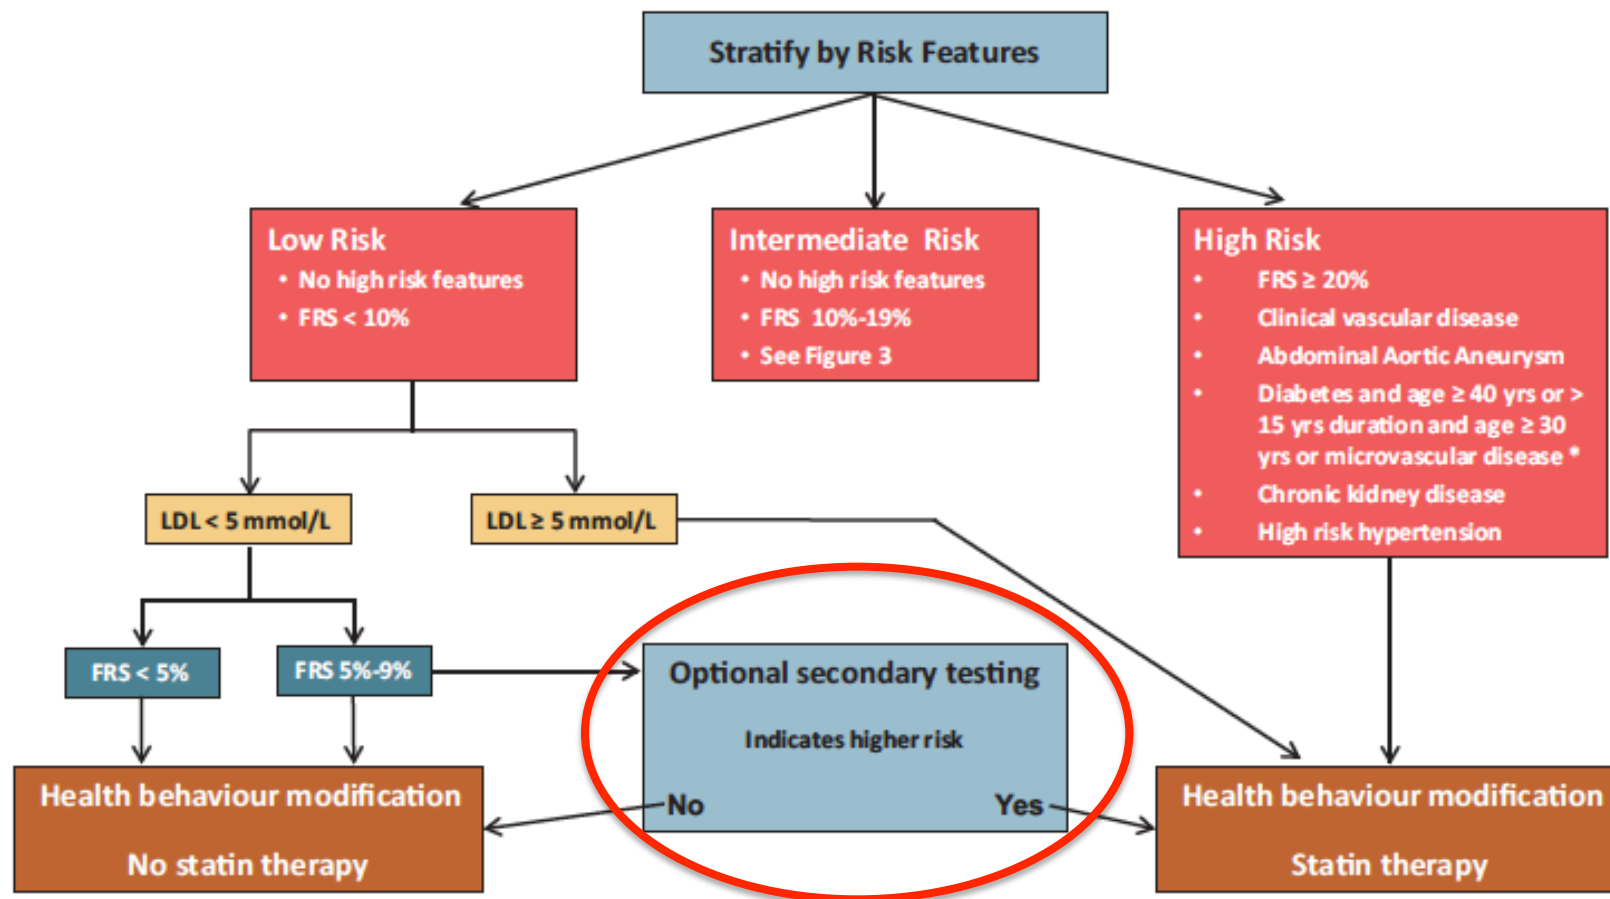 Stratify by Risk Features
Low Risk
• No high risk features
• FRS < 10%
Intermediate Risk
• No high risk features
• FRS 10%-19%
• See Figure 3
High Risk
• FRS ≥ 20%
• Clinical vascular disease
• Abdominal Aortic Aneurysm
• Diabetes and age ≥ 40 yrs or >
15 yrs duration and age ≥ 30
yrs or microvascular disease *
• Chronic kidney disease
• High risk hypertension
LDL < 5 mmol/L
LDL ≥ 5 mmol/L
FRS < 5%
FRS 5%-9%
Optional secondary testing
Indicates higher risk
No
Yes
Health behaviour modification
No statin therapy
Health behaviour modification
Statin therapy